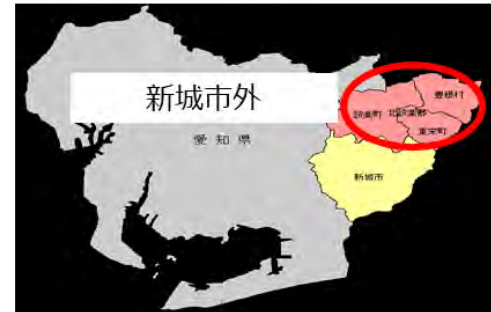 新城市外
愛知県
豊根村
設楽町
北設楽郡
東栄町
新城市